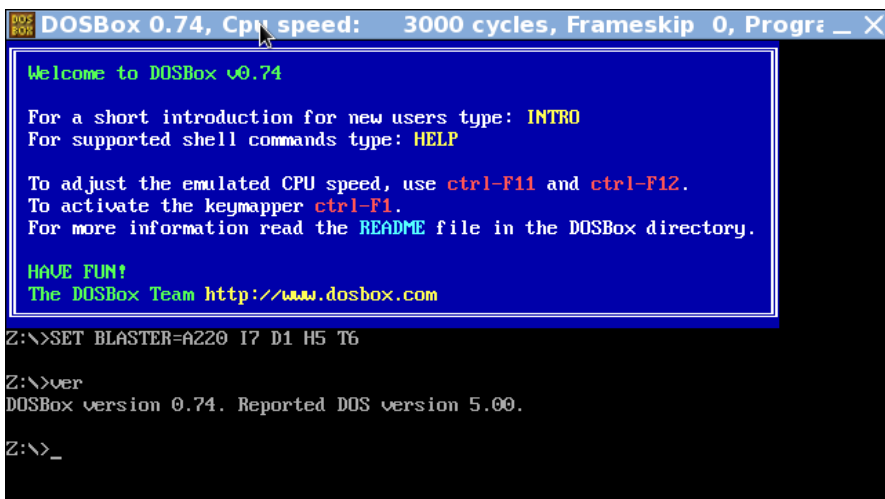 DOSBox 0.74, Cpu speed: 3000 cycles, Frameskip 0, Progra
Welcome to DOSBox v0.74
For a short introduction for new users type: INTRO
For supported shell commands type: HELP
To adjust the emulated CPU speed, use ctrl-F11 and ctrl-F12.
To activate the keymapper ctrl-F1.
For more information read the README file in the DOSBox directory.
HAVE FUN!
The DOSBox Team http://www.dosbox.com
Z:\>SET BLASTER=A220 I7 D1 H5 T6
Z:\>ver
DOSBox version 0.74. Reported DOS version 5.00.
Z:\>_